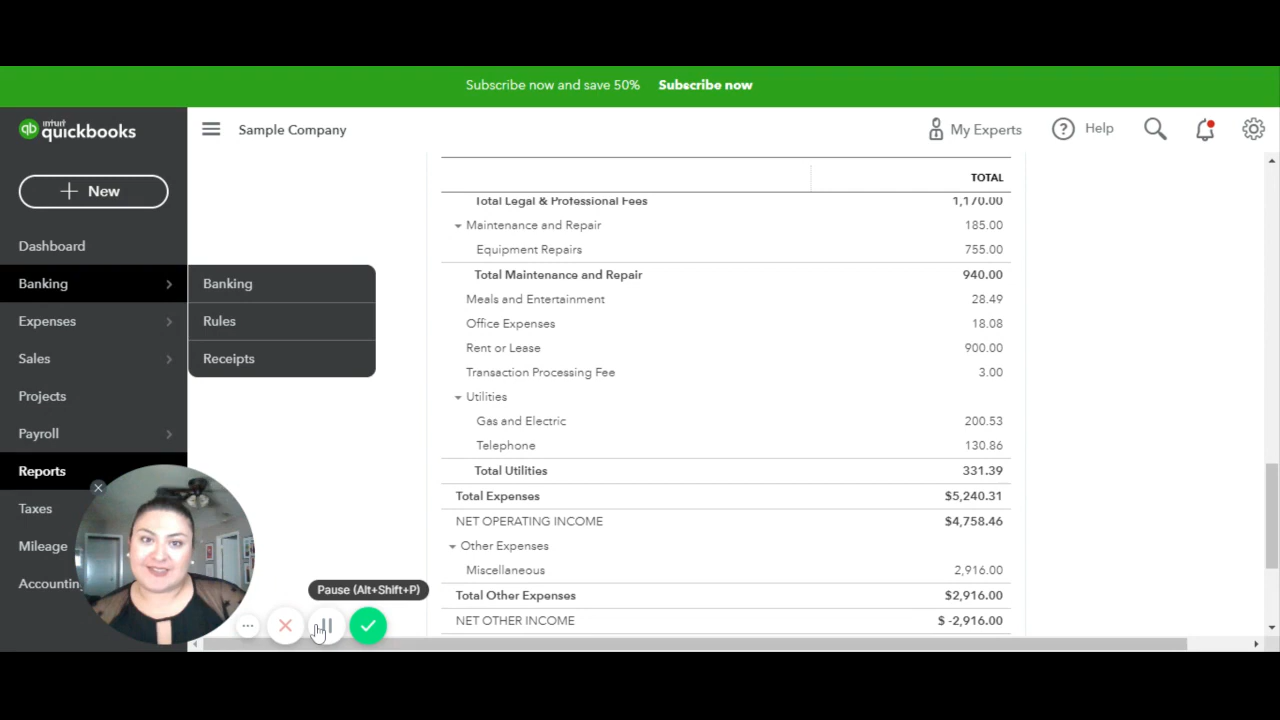 Subscribe now and save 50% Subscribe now
intuit
quickbooks
Sample Company
My Experts
Help
New
Dashboard
Banking
Expenses
Sales
Projects
Payroll
Reports
Taxes
Mileage
Accountin
Banking
Rules
Receipts
TOTAL
Total Legal & Professional Fees 1,170.00
Maintenance and Repair 185.00
Equipment Repairs 755.00
Total Maintenance and Repair 940.00
Meals and Entertainment 28.49
Office Expenses 18.08
Rent or Lease 900.00
Transaction Processing Fee 3.00
Utilities
Gas and Electric 200.53
Telephone 130.86
Total Utilities 331.39
Total Expenses $5,240.31
NET OPERATING INCOME $4,758.46
Other Expenses
Miscellaneous 2,916.00
Total Other Expenses $2,916.00
NET OTHER INCOME $ -2,916.00
Pause (Alt+Shift+P)